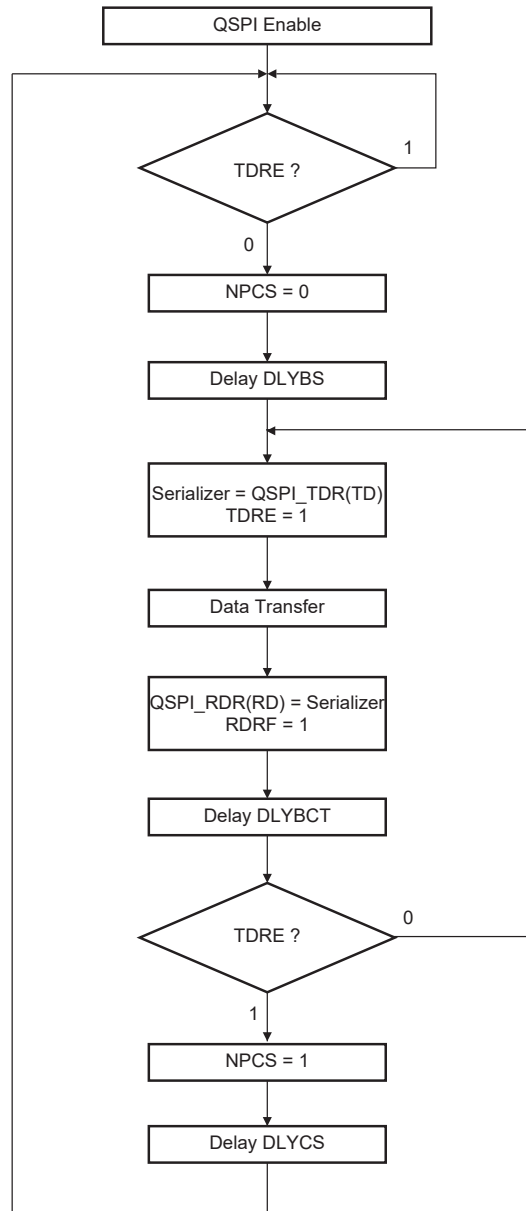 QSPI Enable
1
TDRE ?
0
NPCS = 0
Delay DLYBS
Serializer = QSPI_TDR(TD)
TDRE = 1
Data Transfer
QSPI_RDR(RD) = Serializer
RDRF = 1
Delay DLYBCT
0
TDRE ?
1
NPCS = 1
Delay DLYCS